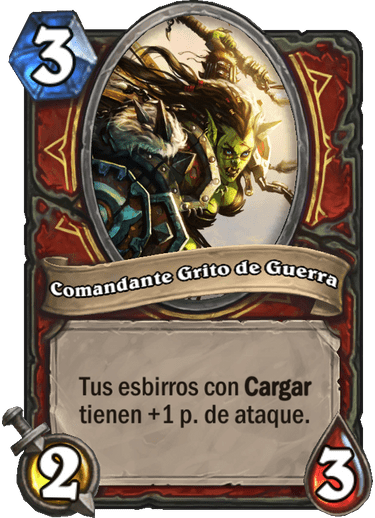 3
Comandante Grito de Guerra
Tus esbirros con Cargar
tienen +1 p. de ataque.
2
3